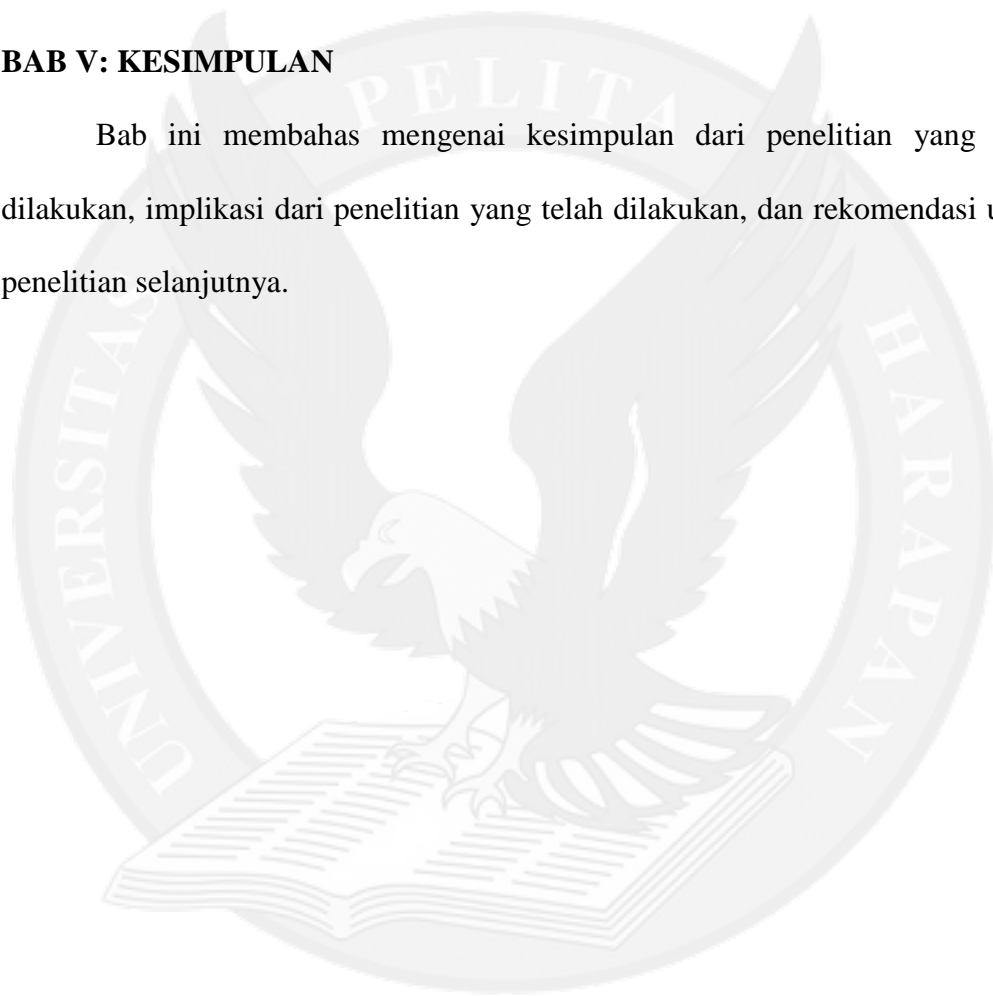 BAB V: KESIMPULAN
Bab ini membahas mengenai kesimpulan dari penelitian yang
dilakukan, implikasi dari penelitian yang telah dilakukan, dan rekomendasi
penelitian selanjutnya.
UNIVERSITAS PELITA HARAPAN